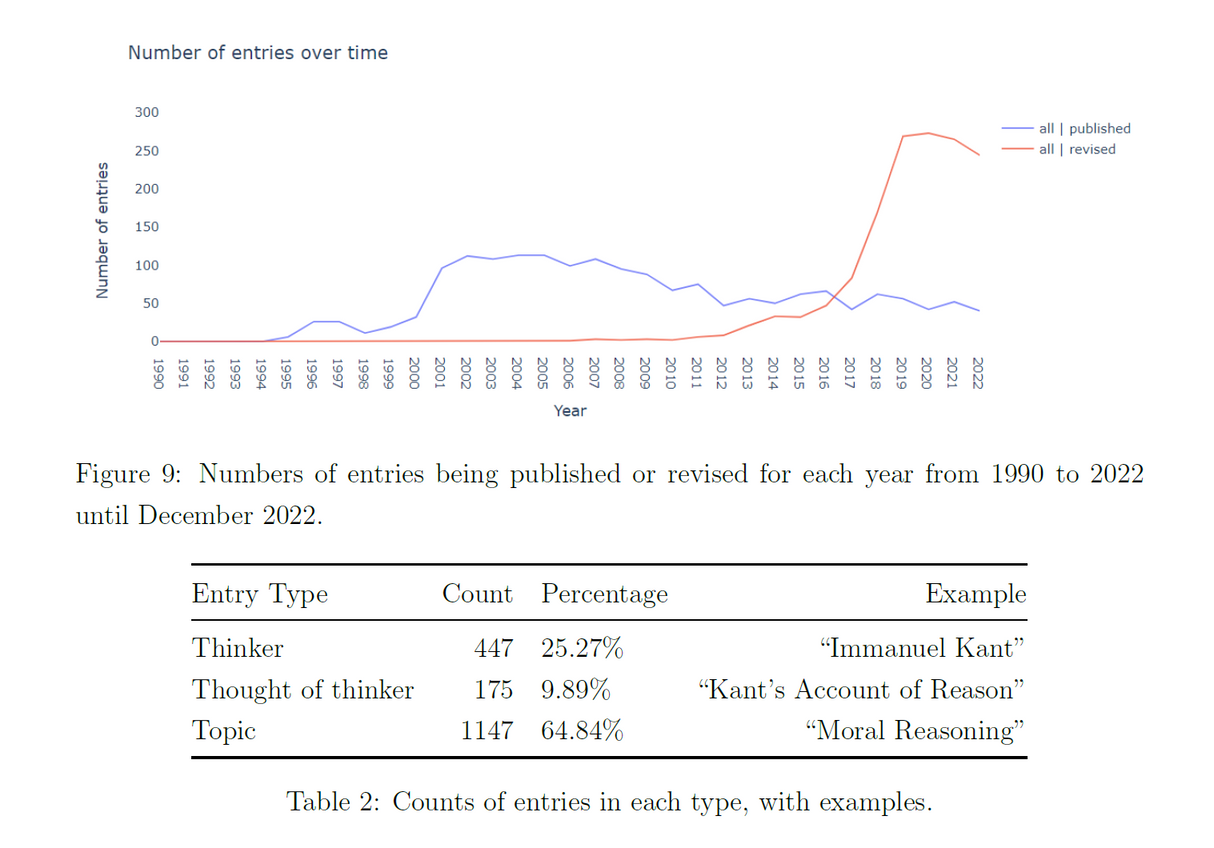 Number of entries over time
300
250
200
150
100
50
0
Number of entries
1990 1991 1992 1993 1994 1995 1996 1997 1998 1999 2000 2001 2002 2003 2004 2005 2006 2007 2008 2009 2010 2011 2012 2013 2014 2015 2016 2017 2018 2019 2020 2021 2022
Year
all | published
all | revised
Figure 9: Numbers of entries being published or revised for each year from 1990 to 2022
until December 2022.
Entry Type Count Percentage Example
Thinker 447 25.27% “Immanuel Kant”
Thought of thinker 175 9.89% “Kant’s Account of Reason”
Topic 1147 64.84% “Moral Reasoning”
Table 2: Counts of entries in each type, with examples.